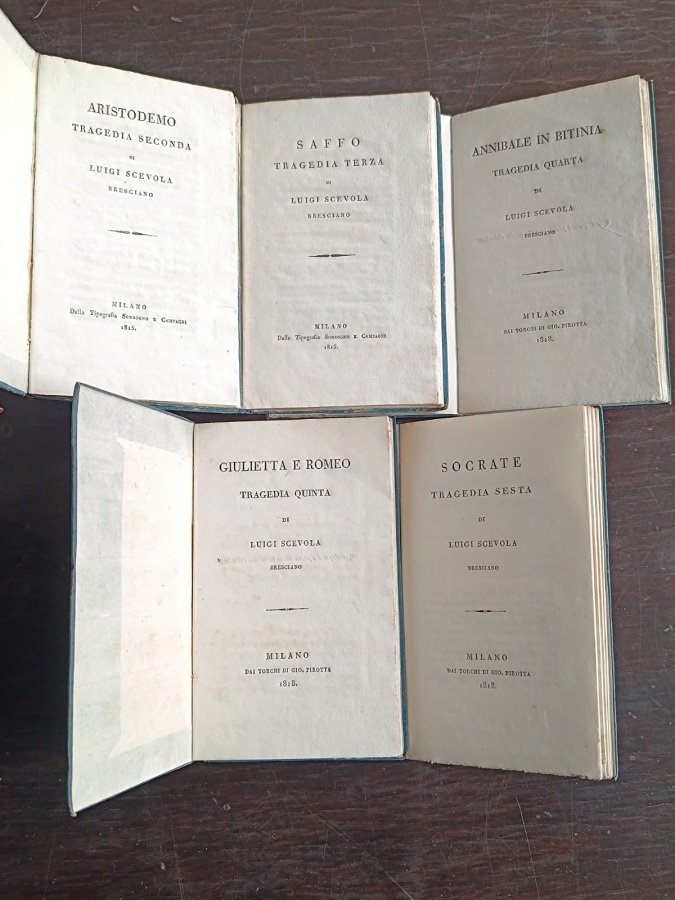 ARISTODEMO
TRAGEDIA SECONDA
DI
LUIGI SCEVOLA
BRESCIANO
MILANO
Dalla Tipografia SONZOGNO E COMPAGNI
1815.
SAFFO
TRAGEDIA TERZA
DI
LUIGI SCEVOLA
BRESCIANO
MILANO
Dalla Tipografia SONZOGNO E COMPAGNI
1815.
ANNIBALE IN BITINIA
TRAGEDIA QUARTA
DI
LUIGI SCEVOLA
BRESCIANO
MILANO
DAI TORCHI DI GIO. PIROTTA
1818.
GIULIETTA E ROMEO
TRAGEDIA QUINTA
DI
LUIGI SCEVOLA
BRESCIANO
MILANO
DAI TORCHI DI GIO. PIROTTA
1818.
SOCRATE
TRAGEDIA SESTA
DI
LUIGI SCEVOLA
BRESCIANO
MILANO
DAI TORCHI DI GIO. PIROTTA
1818.